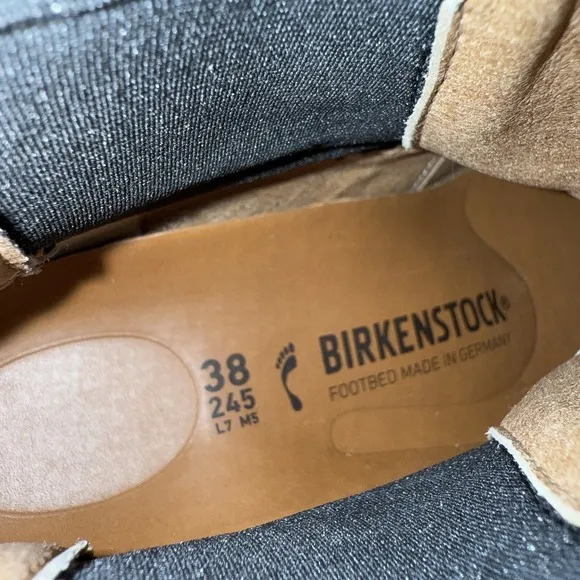 38
245
L7 M5
BIRKENSTOCK®
FOOTBED MADE IN GERMANY